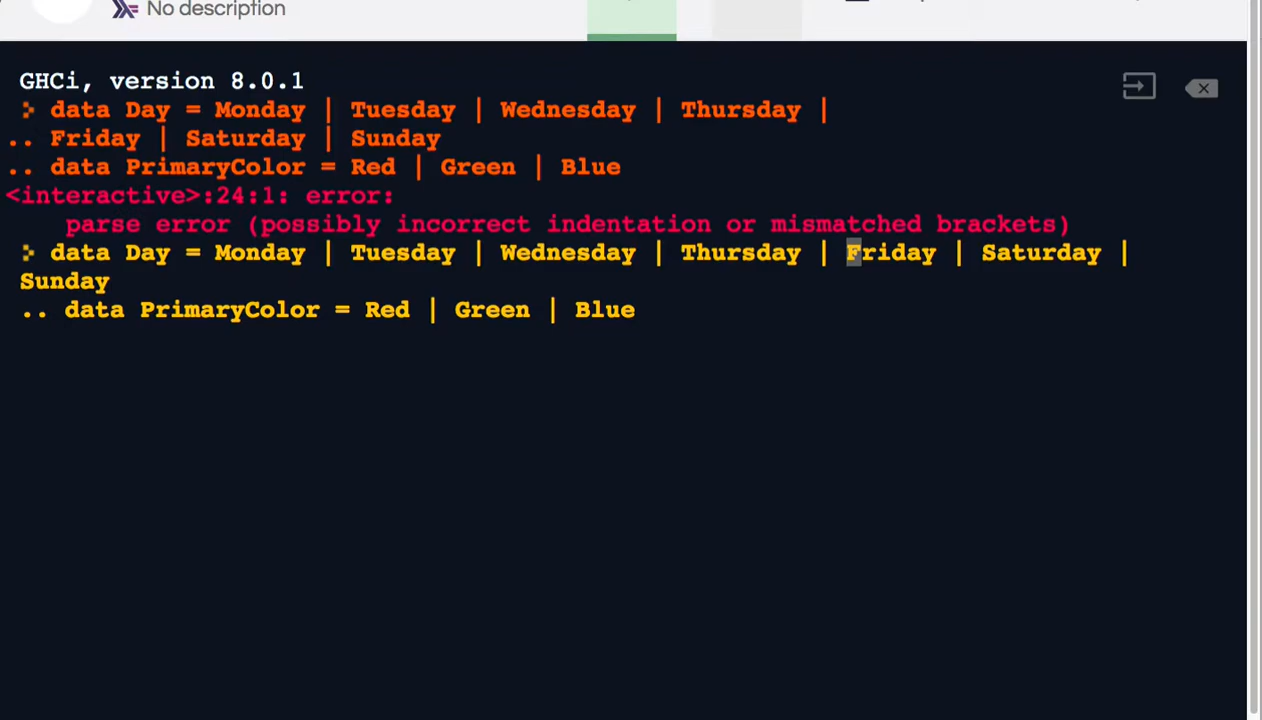 No description
GHCi, version 8.0.1
data Day = Monday | Tuesday | Wednesday | Thursday |
.. Friday | Saturday | Sunday
.. data PrimaryColor = Red | Green | Blue
<interactive>:24:1: error:
parse error (possibly incorrect indentation or mismatched brackets)
data Day = Monday | Tuesday | Wednesday | Thursday | Friday | Saturday |
Sunday
.. data PrimaryColor = Red | Green | Blue